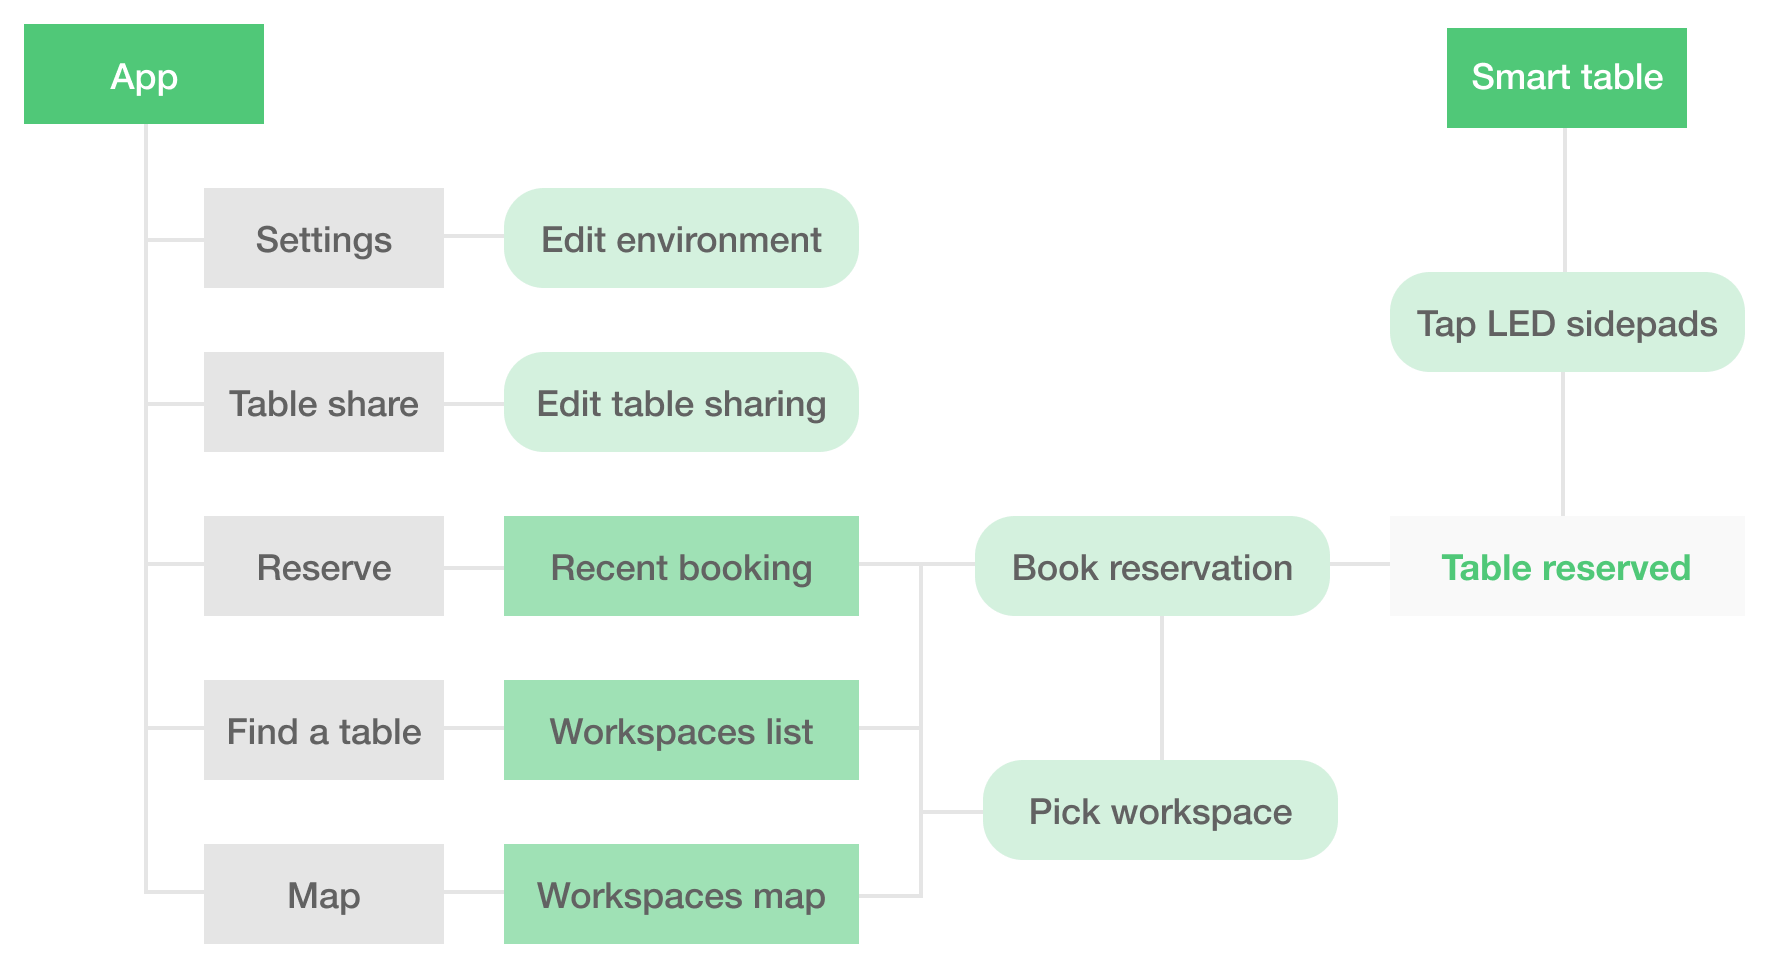 App
Smart table
Settings
Edit environment
Tap LED sidepads
Table share
Edit table sharing
Reserve
Recent booking
Book reservation
Table reserved
Find a table
Workspaces list
Pick workspace
Map
Workspaces map